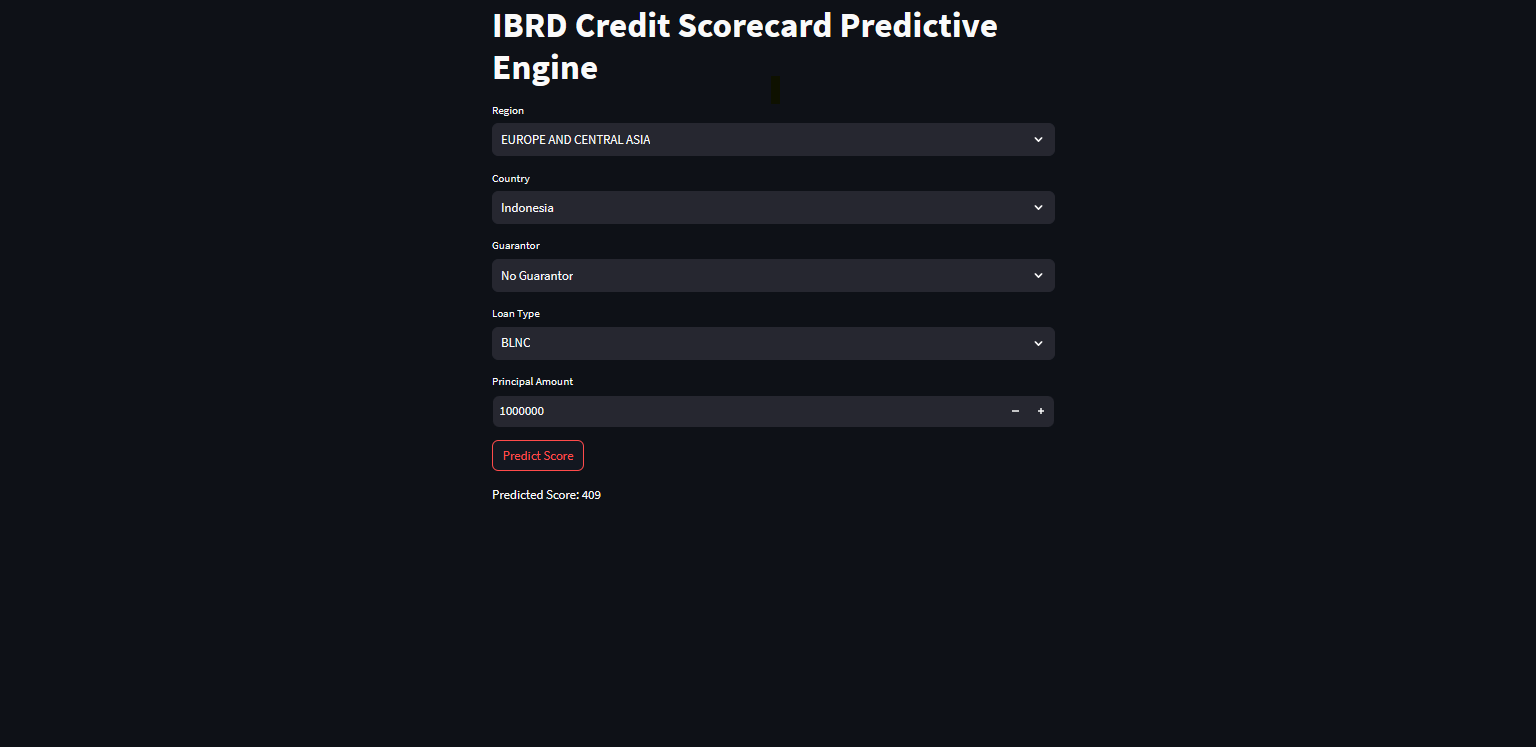 IBRD Credit Scorecard Predictive
Engine
Region
EUROPE AND CENTRAL ASIA
Country
Indonesia
Guarantor
No Guarantor
Loan Type
BLNC
Principal Amount
1000000
Predict Score
Predicted Score: 409